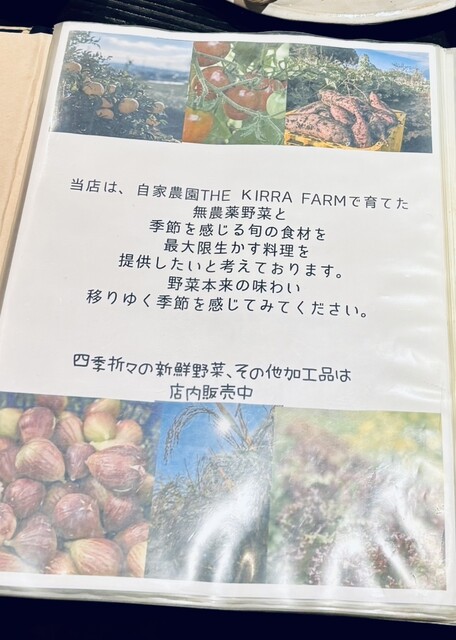 当店は、自家農園THE KIRRA FARMで育てた
無農薬野菜と
季節を感じる旬の食材を
最大限生かす料理を
提供したいと考えております。
野菜本来の味わい
移りゆく季節を感じてみてください。
四季折々の新鮮野菜、その他加工品は
店内販売中